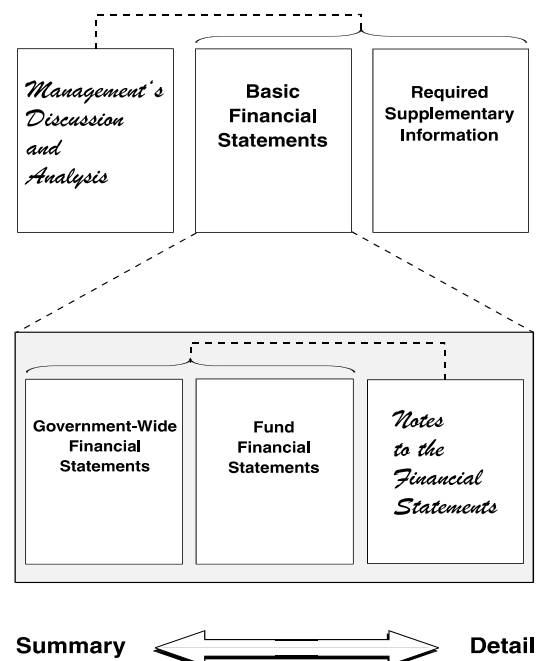 Management's
Discussion
and
Analysis
Basic
Financial
Statements
Required
Supplementary
Information
Government-Wide
Financial
Statements
Fund
Financial
Statements
Notes
to the
Financial
Statements
Summary
Detail